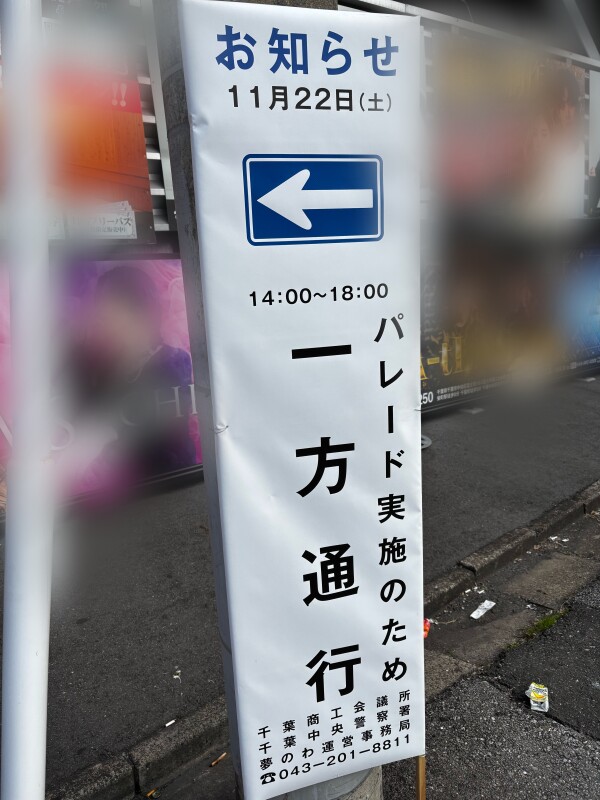 お知らせ
11月22日(土)
14:00~18:00
パレード実施のため
一方通行
千葉商工会議所
千葉中央警察署
夢のわ運営事務局
☎043-201-8811
250